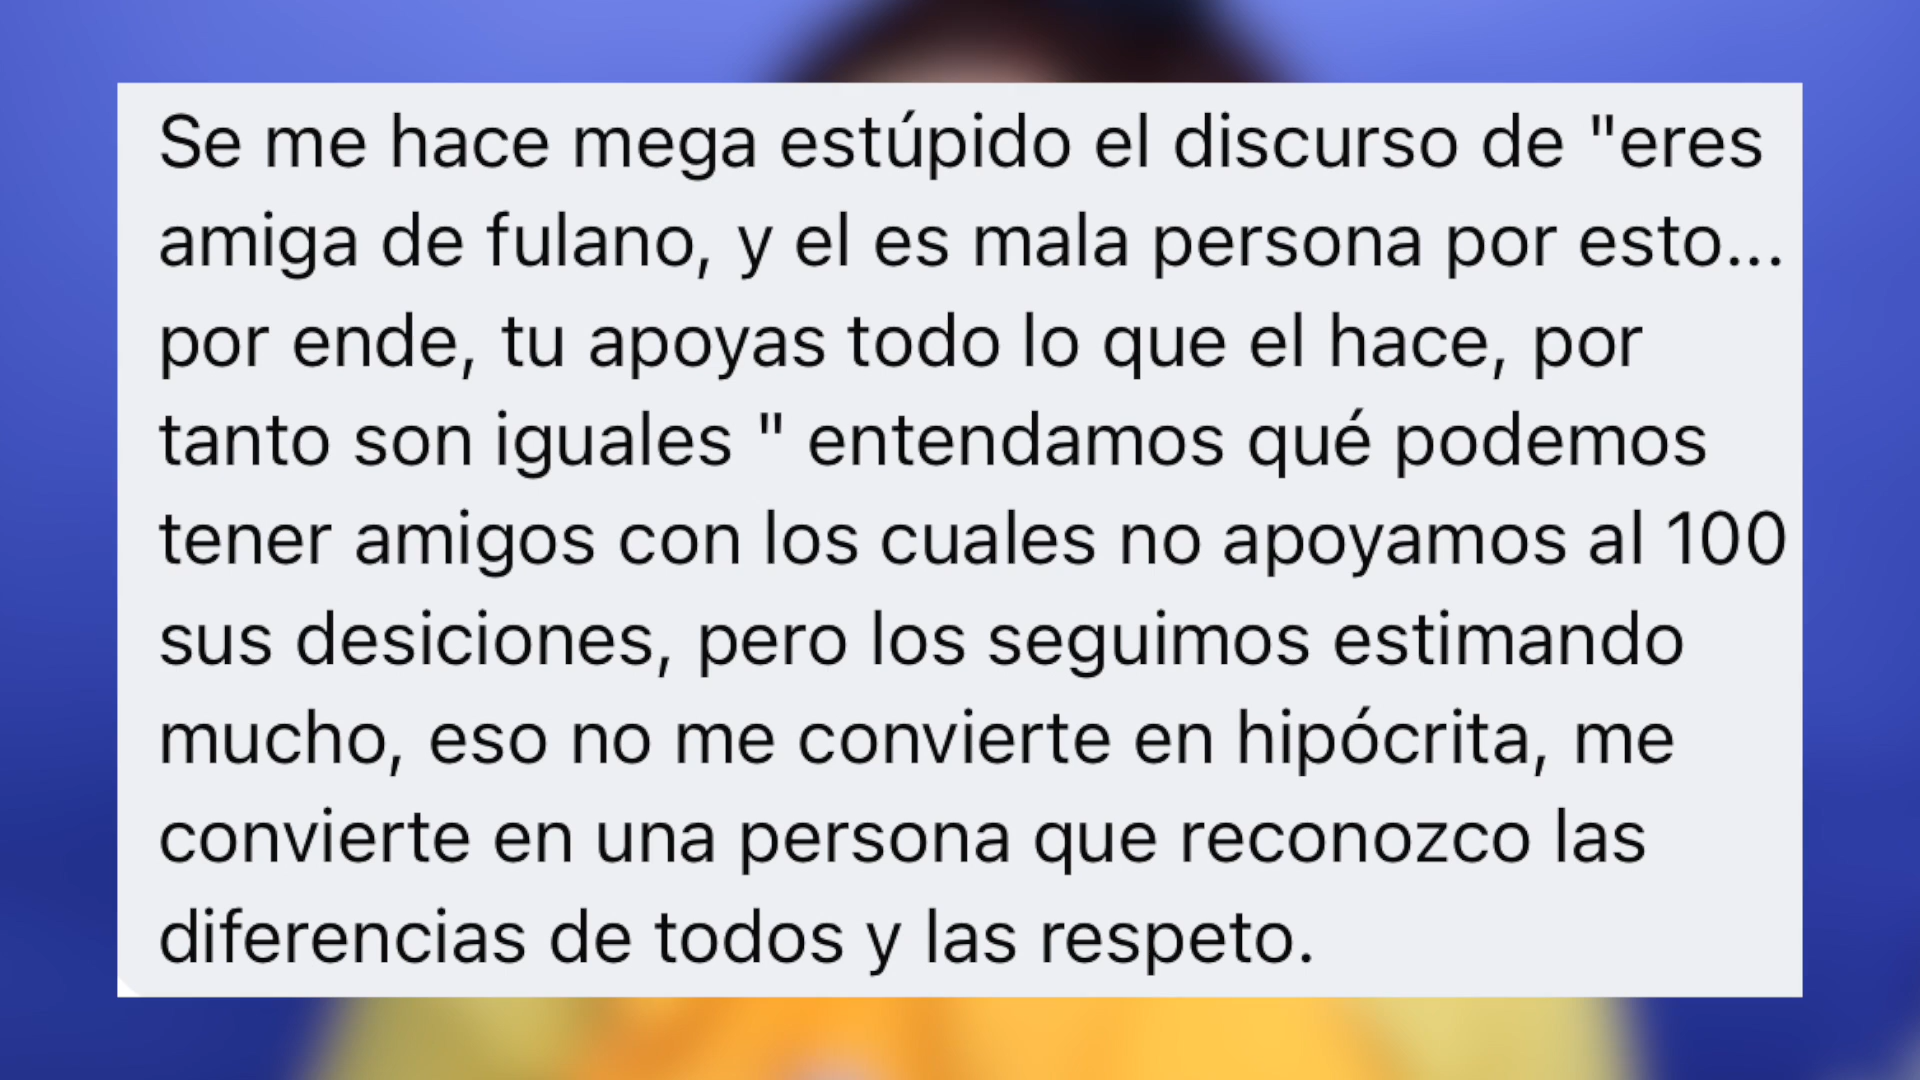 Se me hace mega estúpido el discurso de "eres
amiga de fulano, y el es mala persona por esto...
por ende, tu apoyas todo lo que el hace, por
tanto son iguales " entendamos qué podemos
tener amigos con los cuales no apoyamos al 100
sus desiciones, pero los seguimos estimando
mucho, eso no me convierte en hipócrita, me
convierte en una persona que reconozco las
diferencias de todos y las respeto.